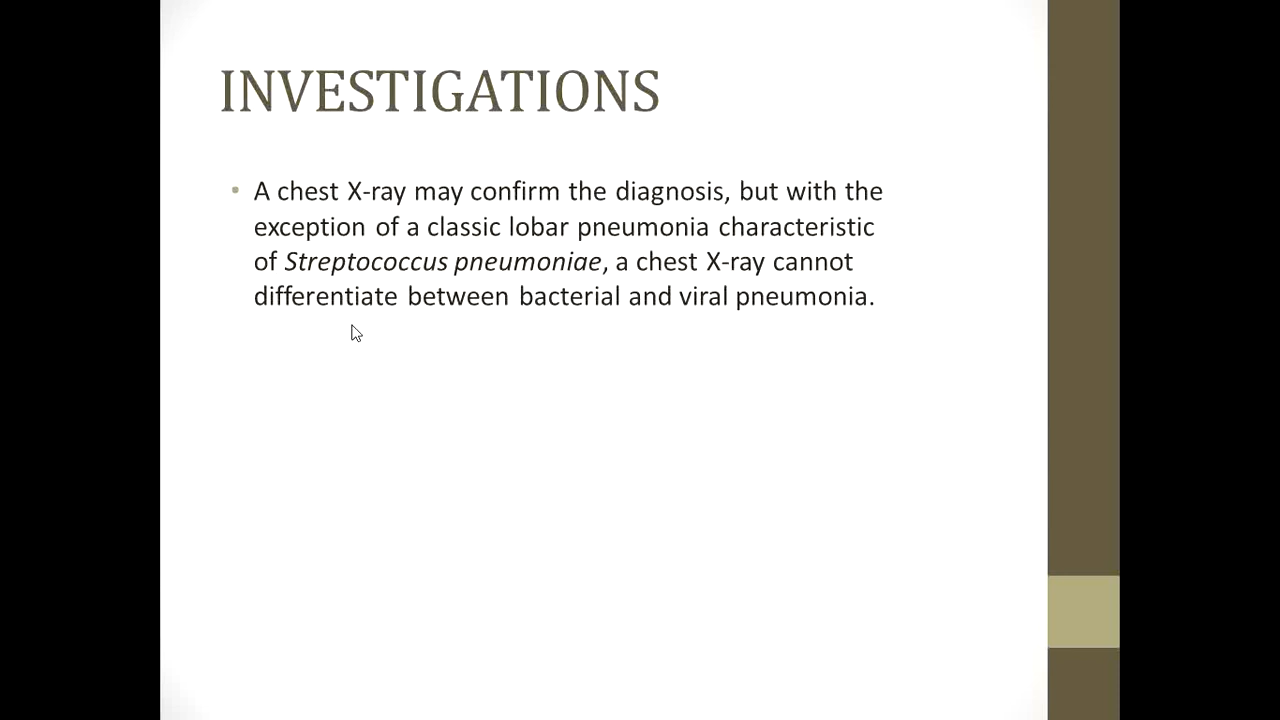 INVESTIGATIONS
• A chest X-ray may confirm the diagnosis, but with the
exception of a classic lobar pneumonia characteristic
of Streptococcus pneumoniae, a chest X-ray cannot
differentiate between bacterial and viral pneumonia.